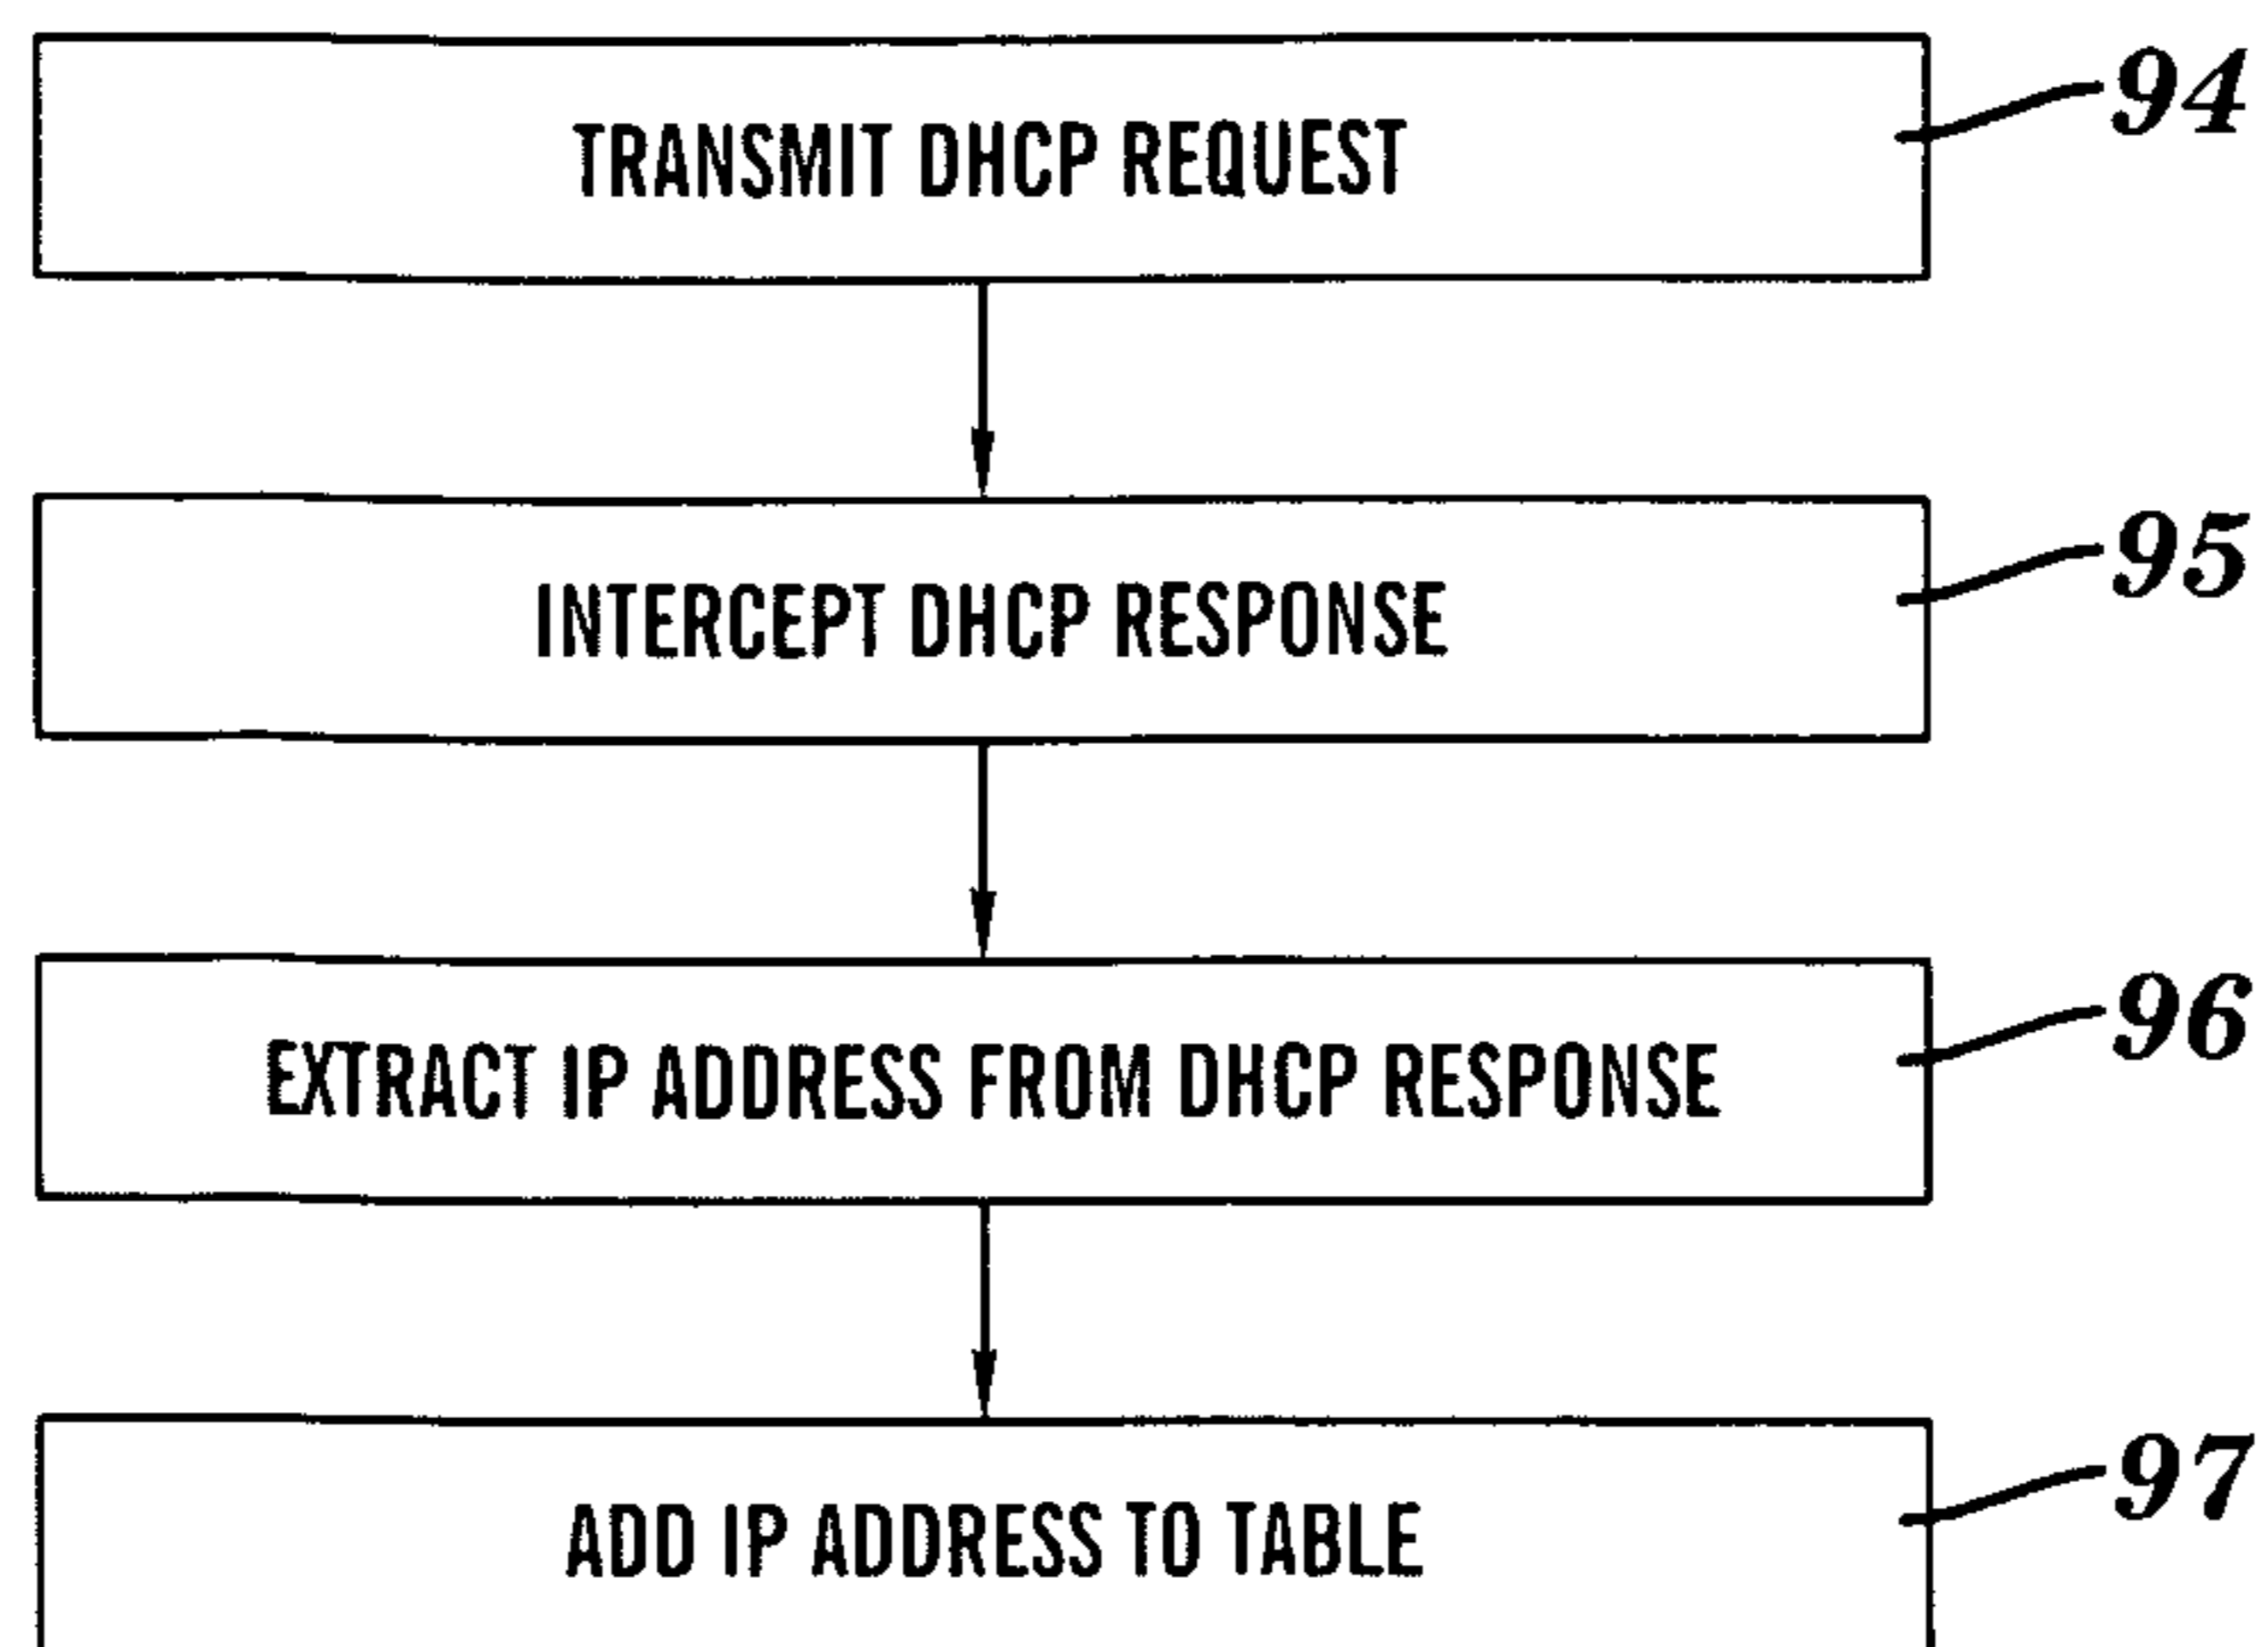 TRANSMIT DHCP REQUEST
94
INTERCEPT DHCP RESPONSE
95
EXTRACT IP ADDRESS FROM DHCP RESPONSE
96
ADD IP ADDRESS TO TABLE
97